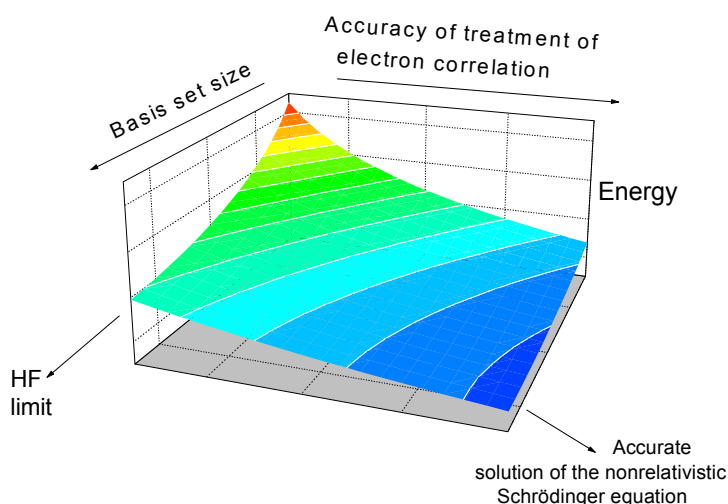 Accuracy of treatment of
electron correlation
Basis set size
Energy
HF
limit
Accurate
solution of the nonrelativistic
Schrödinger equation